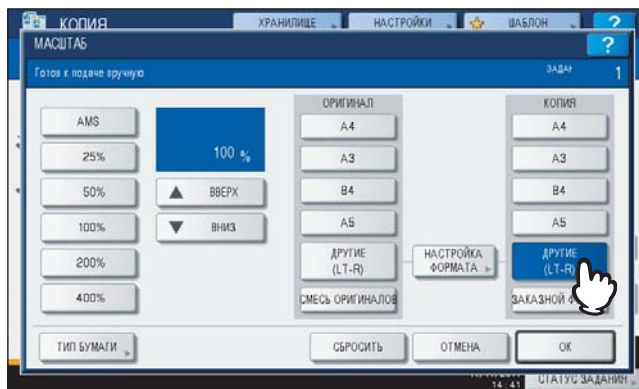 КОПИЯ
ХРАНИЛИЩЕ НАСТРОЙКИ ШАБЛОН ?
МАСШТАБ ?
Готов к подаче вручную 1
ОРИГИНАЛ КОПИЯ
AMS A4 A4
25% 100 % A3 A3
50% ВВЕРХ B4 B4
100% ВНИЗ A5 A5
200% ДРУГИЕ (LT-R) НАСТРОЙКА ФОРМАТА ДРУГИЕ (LT-R)
400% СМЕСЬ ОРИГИНАЛОВ ЗАКАЗНОЙ
ТИП БУМАГИ СБРОСИТЬ ОТМЕНА OK
14:41 СТАТУС ЗАДАНИЯ